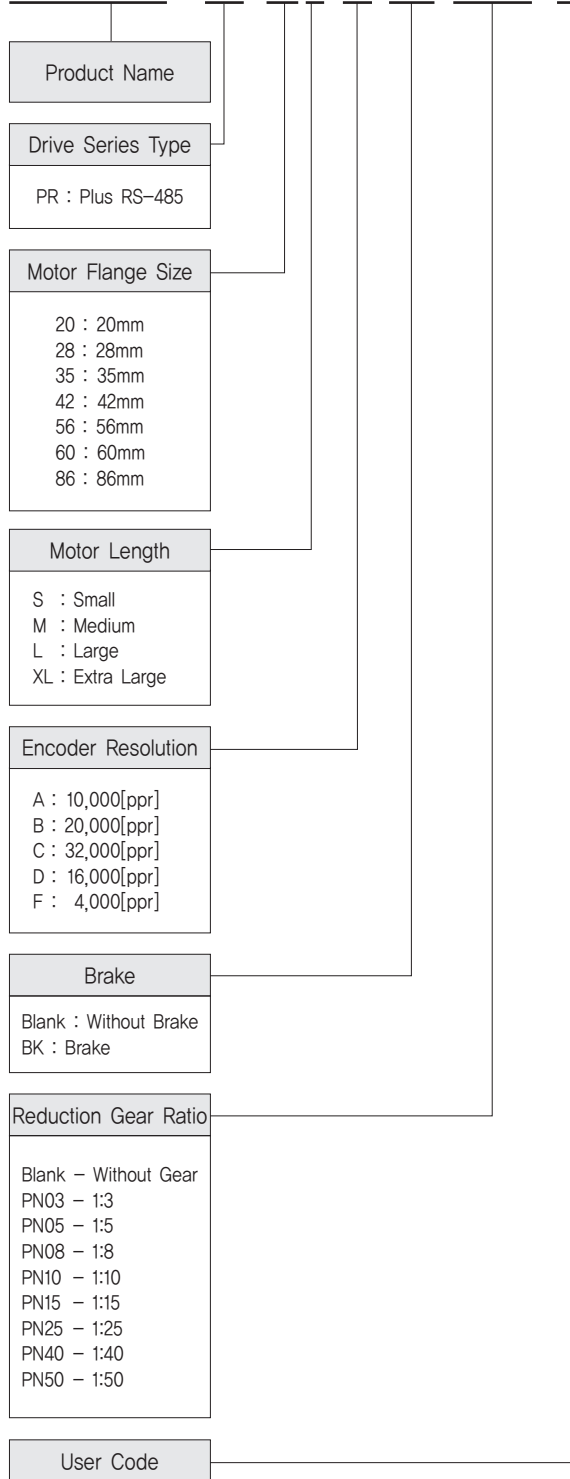 Product Name
Drive Series Type
PR : Plus RS-485
Motor Flange Size
20 : 20mm
28 : 28mm
35 : 35mm
42 : 42mm
56 : 56mm
60 : 60mm
86 : 86mm
Motor Length
S : Small
M : Medium
L : Large
XL : Extra Large
Encoder Resolution
A : 10,000[ppr]
B : 20,000[ppr]
C : 32,000[ppr]
D : 16,000[ppr]
F : 4,000[ppr]
Brake
Blank : Without Brake
BK : Brake
Reduction Gear Ratio
Blank – Without Gear
PN03 – 1:3
PN05 – 1:5
PN08 – 1:8
PN10 – 1:10
PN15 – 1:15
PN25 – 1:25
PN40 – 1:40
PN50 – 1:50
User Code